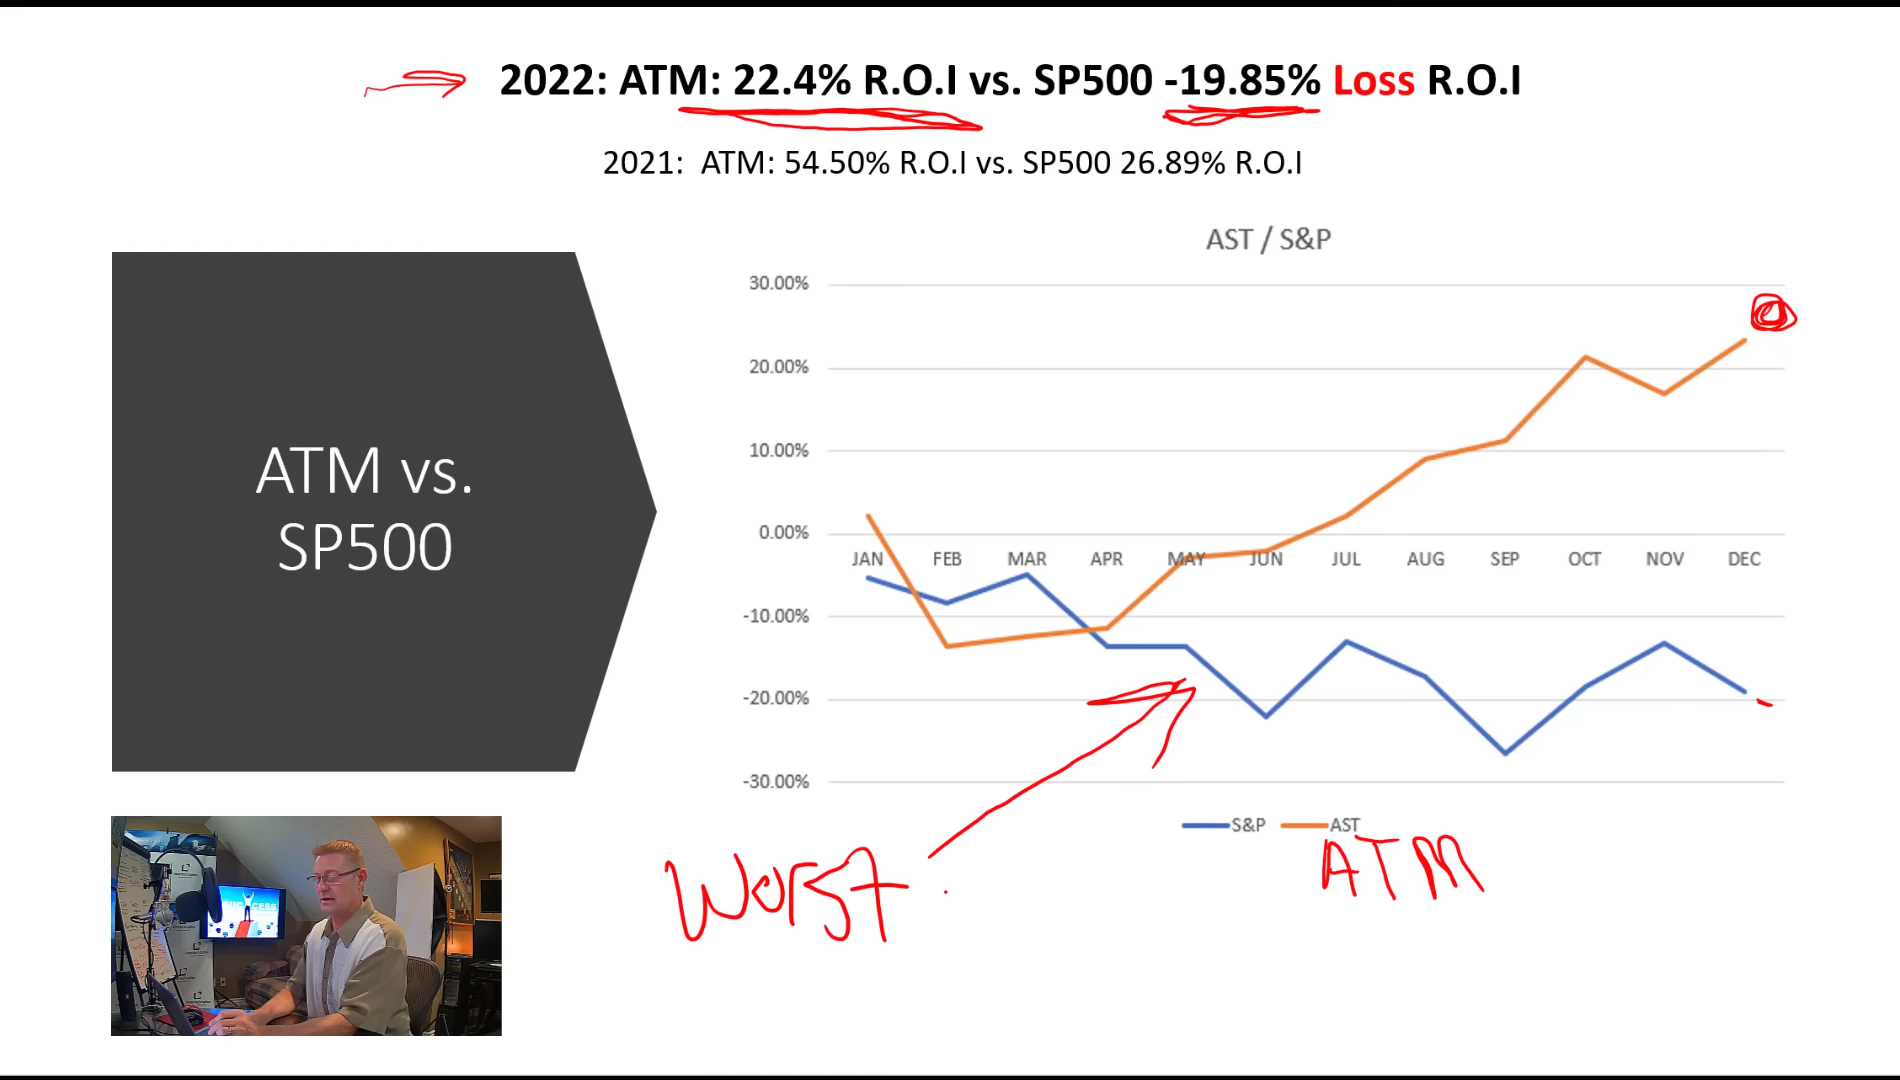 2022: ATM: 22.4% R.O.I vs. SP500 -19.85% Loss R.O.I
2021: ATM: 54.50% R.O.I vs. SP500 26.89% R.O.I
ATM vs.
SP500
AST / S&P
30.00%
20.00%
10.00%
0.00%
JAN FEB MAR APR MAY JUN JUL AUG SEP OCT NOV DEC
-10.00%
-20.00%
-30.00%
S&P AST
ATM
Worst